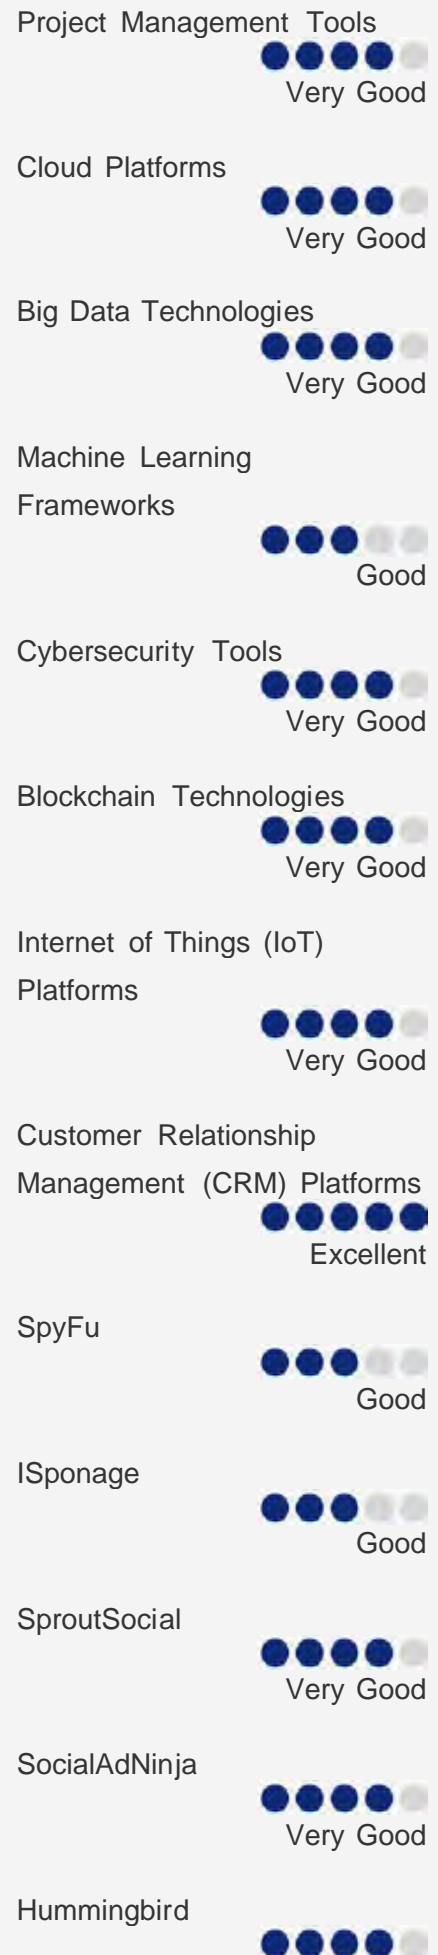 Project Management Tools
Very Good
Cloud Platforms
Very Good
Big Data Technologies
Very Good
Machine Learning
Frameworks
Good
Cybersecurity Tools
Very Good
Blockchain Technologies
Very Good
Internet of Things (IoT)
Platforms
Very Good
Customer Relationship
Management (CRM) Platforms
Excellent
SpyFu
Good
ISponage
Good
SproutSocial
Very Good
SocialAdNinja
Very Good
Hummingbird